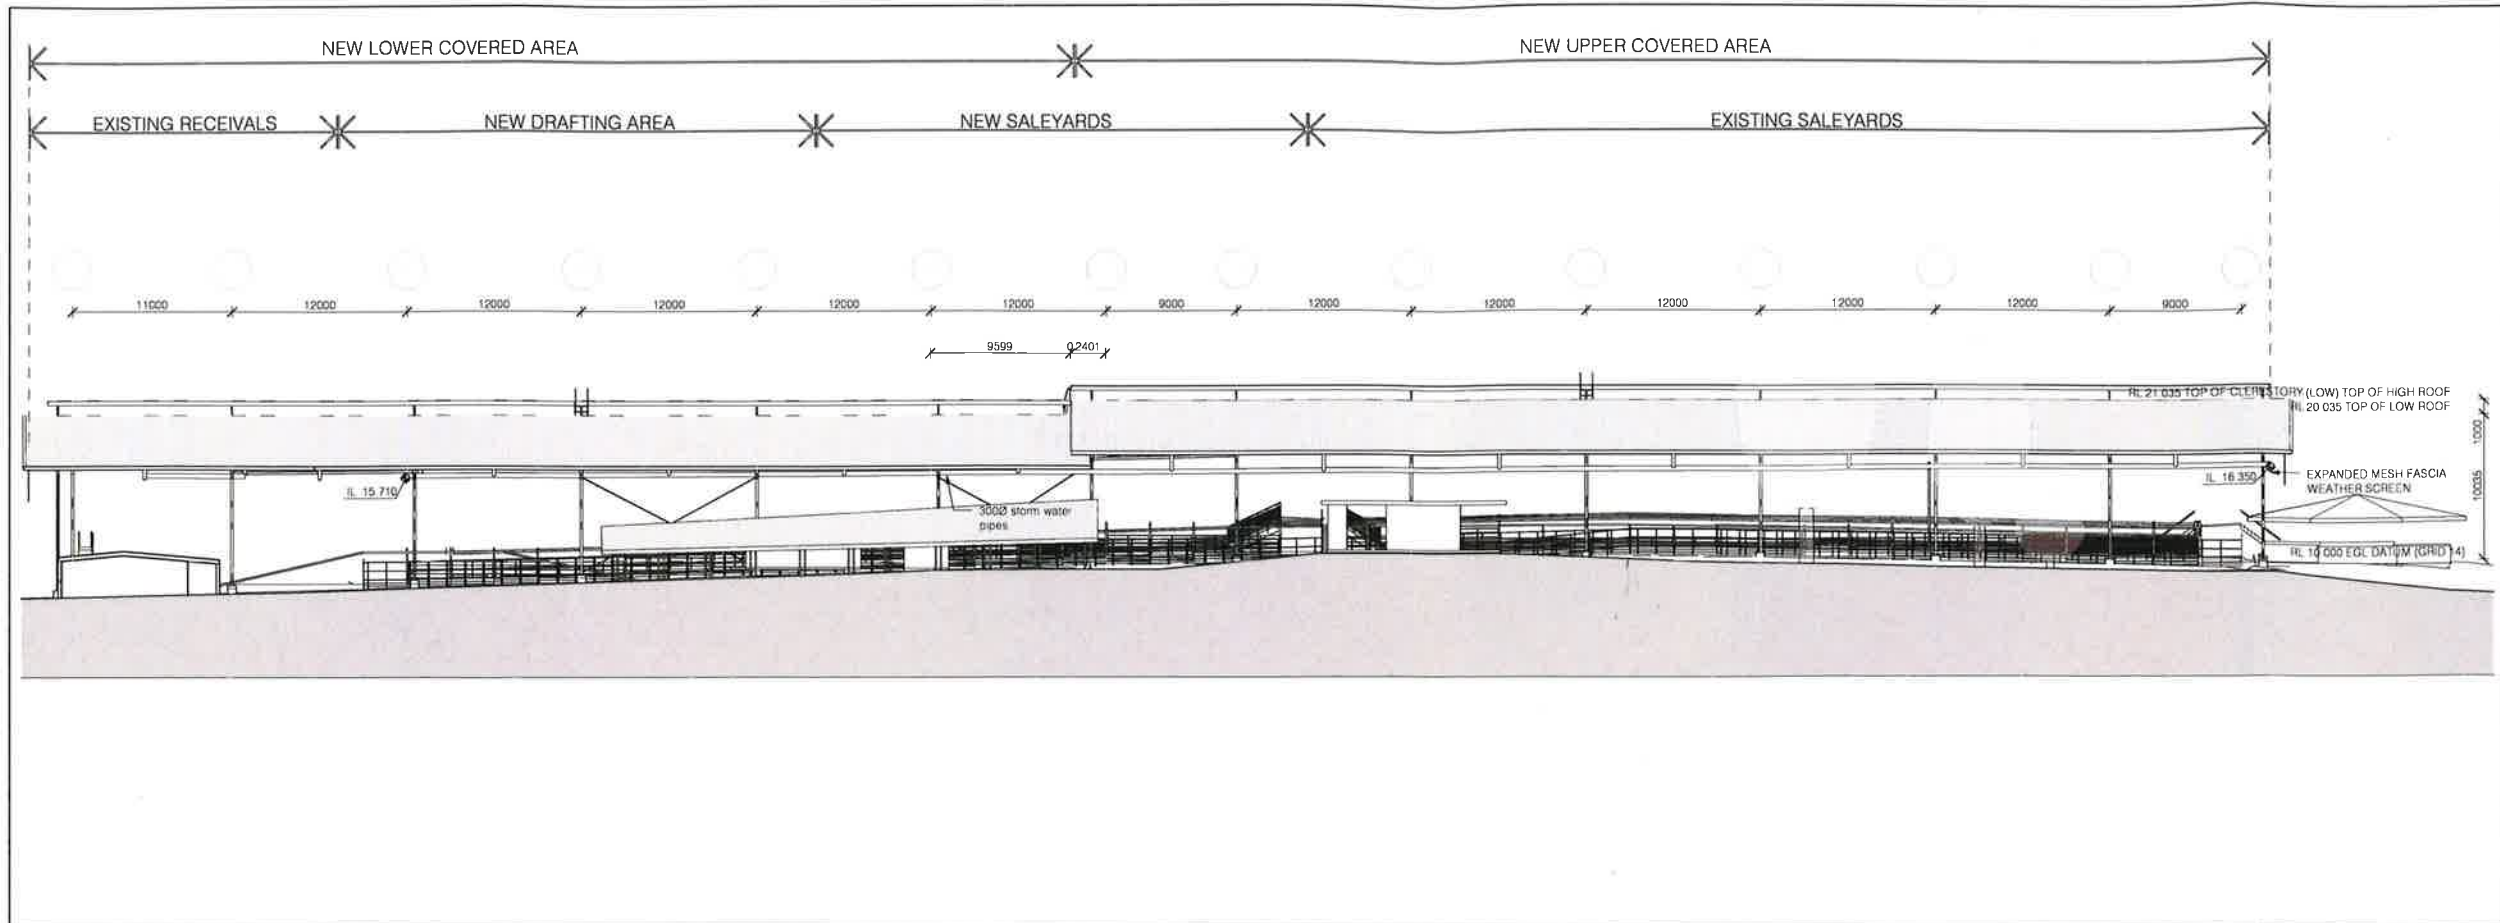 NEW LOWER COVERED AREA
NEW UPPER COVERED AREA
EXISTING RECEIVALS
NEW DRAFTING AREA
NEW SALEYARDS
EXISTING SALEYARDS
11000
12000
12000
12000
12000
12000
9000
12000
12000
12000
12000
12000
9000
9599
0,2401
RL 21 035 TOP OF CLERESTORY (LOW) TOP OF HIGH ROOF
RL 20 035 TOP OF LOW ROOF
1000
10035
IL 15 710
IL 16 350
EXPANDED MESH FASCIA
WEATHER SCREEN
300Ø storm water
pipes
RL 10 000 EGL DATUM (GRID 14)